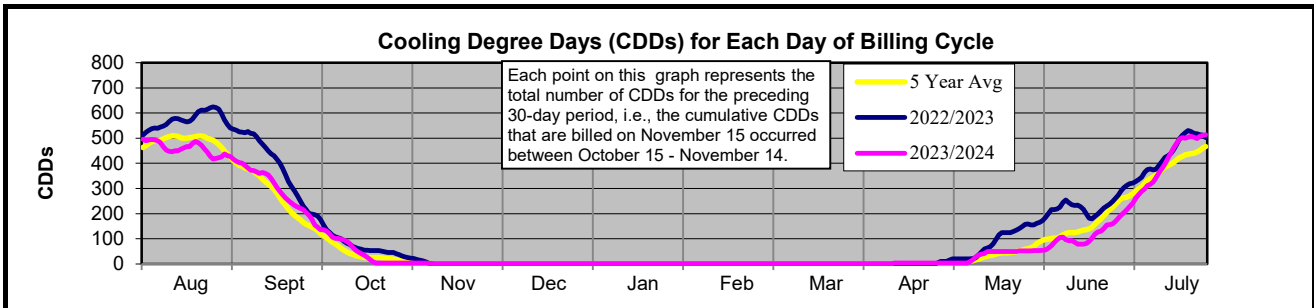 Cooling Degree Days (CDDs) for Each Day of Billing Cycle
CDDs
800
700
600
500
400
300
200
100
0
Each point on this graph represents the
total number of CDDs for the preceding
30-day period, i.e., the cumulative CDDs
that are billed on November 15 occurred
between October 15 - November 14.
5 Year Avg
2022/2023
2023/2024
Aug Sept Oct Nov Dec Jan Feb Mar Apr May June July